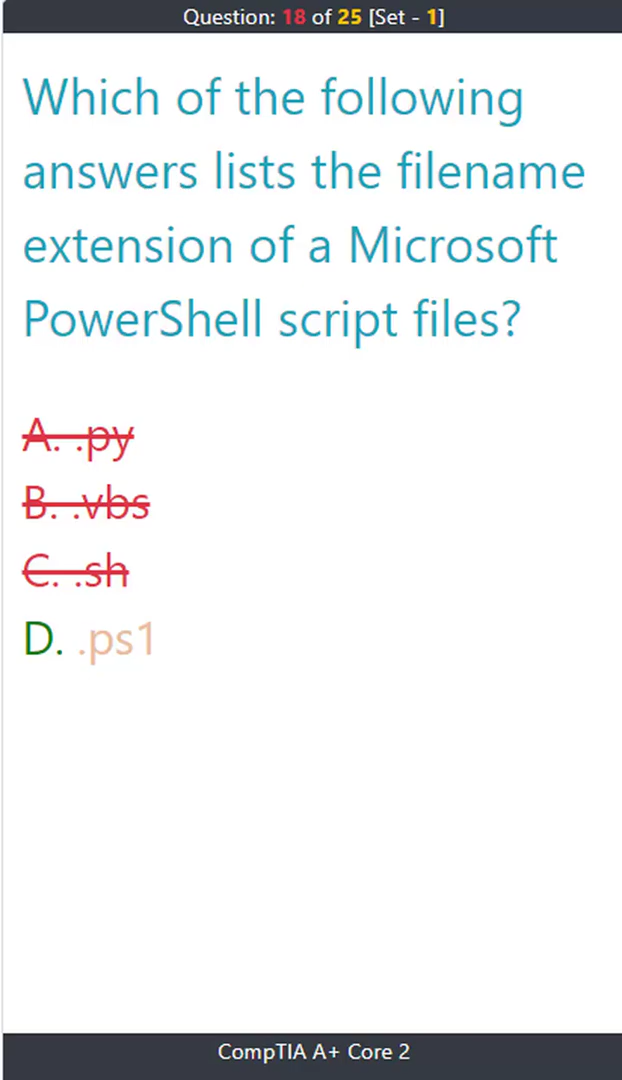 Question: 18 of 25 [Set - 1]
Which of the following
answers lists the filename
extension of a Microsoft
PowerShell script files?
A. .py
B. .vbs
C. .sh
D. .ps1
CompTIA A+ Core 2